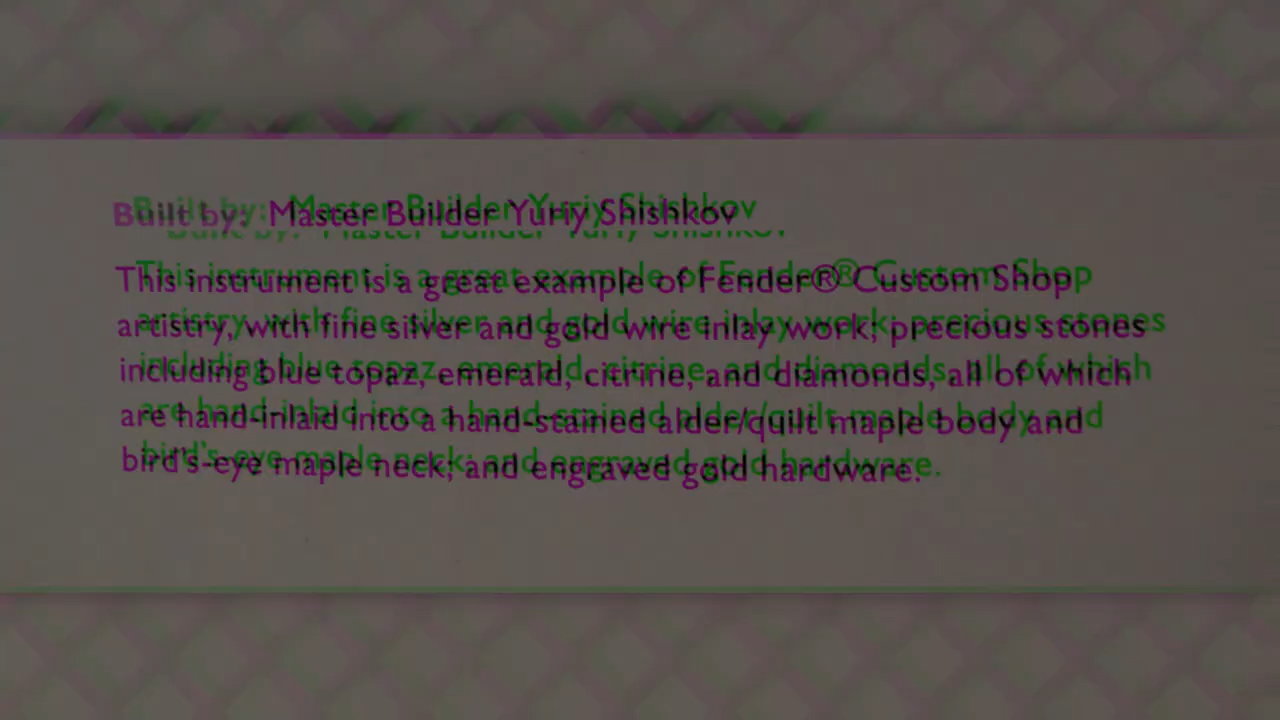 Built by: Master Builder Yuriy Shishkov
This instrument is a great example of Fender® Custom Shop
artistry, with fine silver and gold wire inlay work; precious stones
including blue topaz, emerald, citrine, and diamonds, all of which
are hand-inlaid into a hand-stained alder/quilt maple body and
bird's-eye maple neck; and engraved gold hardware.